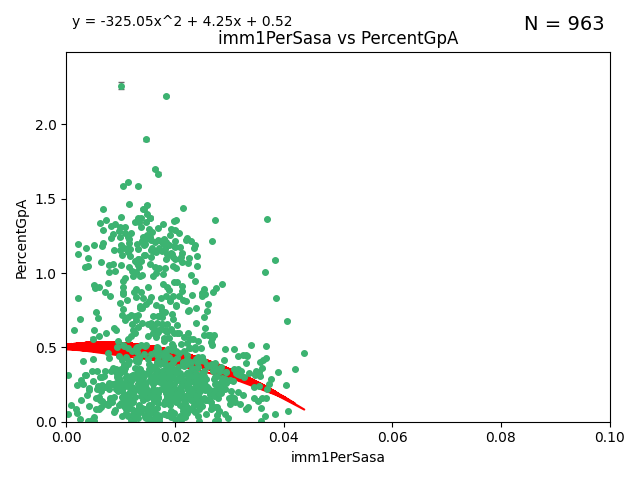 y = -325.05x^2 + 4.25x + 0.52
N = 963
imm1PerSasa vs PercentGpA
PercentGpA
2.0
1.5
1.0
0.5
0.0
0.00 0.02 0.04 0.06 0.08 0.10
imm1PerSasa